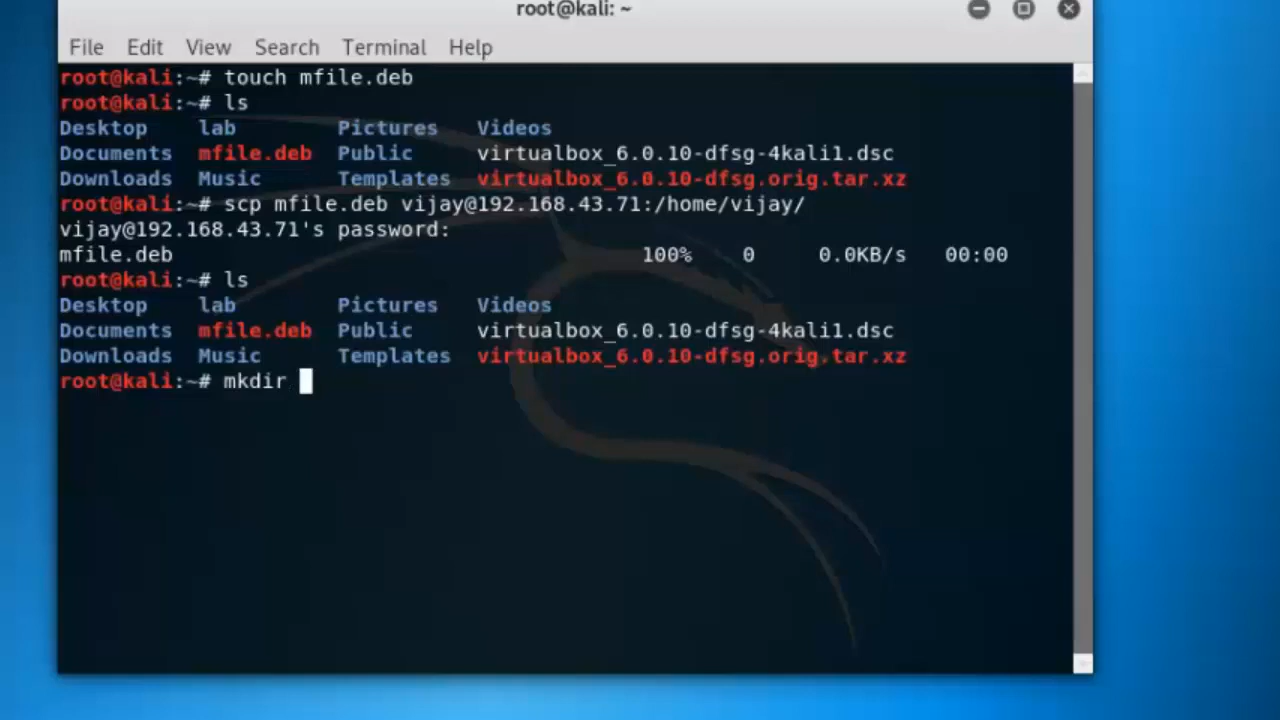 root@kali: ~
File Edit View Search Terminal Help
root@kali:~# touch mfile.deb
root@kali:~# ls
Desktop lab Pictures Videos
Documents mfile.deb Public virtualbox_6.0.10-dfsg-4kali1.dsc
Downloads Music Templates virtualbox_6.0.10-dfsg.orig.tar.xz
root@kali:~# scp mfile.deb vijay@192.168.43.71:/home/vijay/
vijay@192.168.43.71's password:
mfile.deb 100% 0 0.0KB/s 00:00
root@kali:~# ls
Desktop lab Pictures Videos
Documents mfile.deb Public virtualbox_6.0.10-dfsg-4kali1.dsc
Downloads Music Templates virtualbox_6.0.10-dfsg.orig.tar.xz
root@kali:~# mkdir